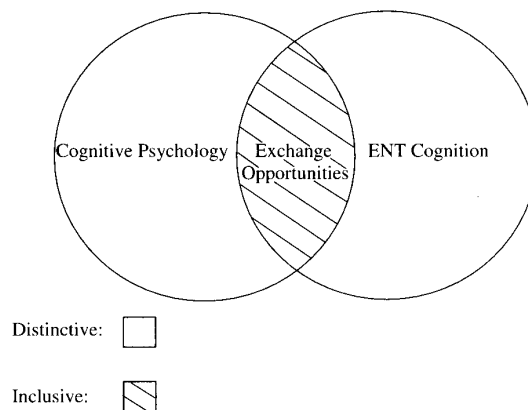 Cognitive Psychology
Exchange
Opportunities
ENT Cognition
Distinctive:
Inclusive: